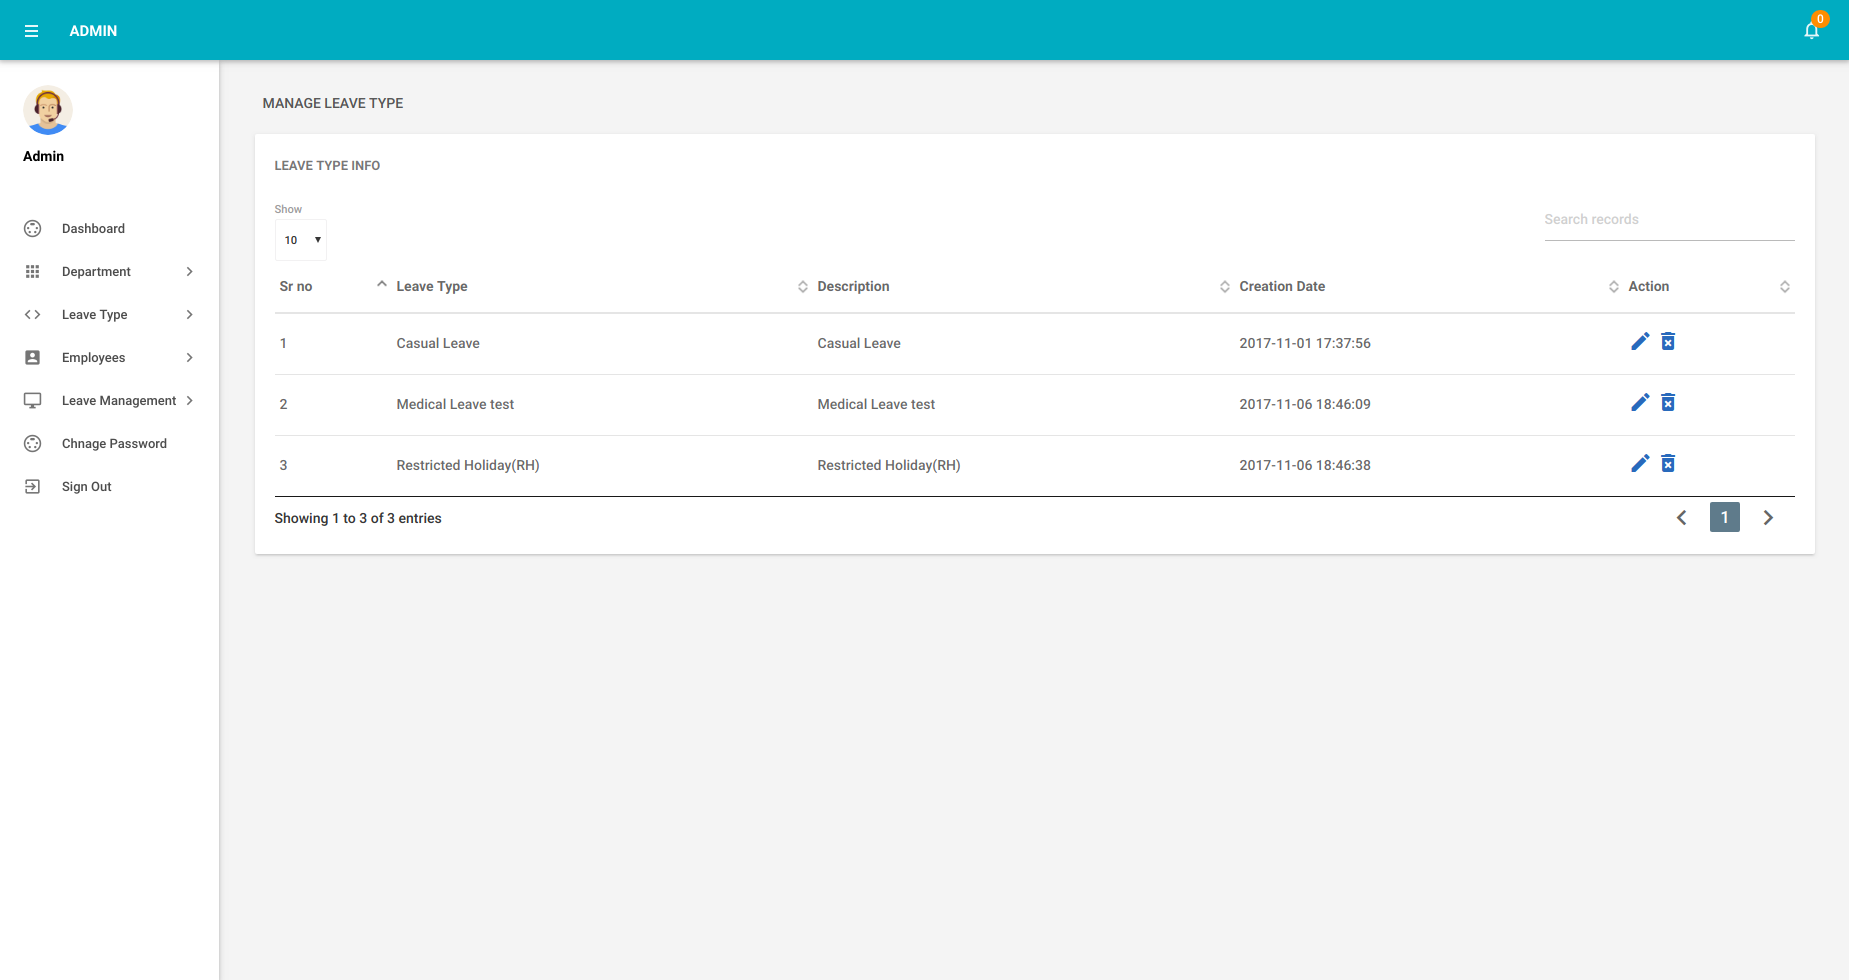 ADMIN
0
Admin
Dashboard
Department
Leave Type
Employees
Leave Management
Chnage Password
Sign Out
MANAGE LEAVE TYPE
LEAVE TYPE INFO
Show
10
Search records
Sr no Leave Type Description Creation Date Action
1 Casual Leave Casual Leave 2017-11-01 17:37:56
2 Medical Leave test Medical Leave test 2017-11-06 18:46:09
3 Restricted Holiday(RH) Restricted Holiday(RH) 2017-11-06 18:46:38
Showing 1 to 3 of 3 entries 1